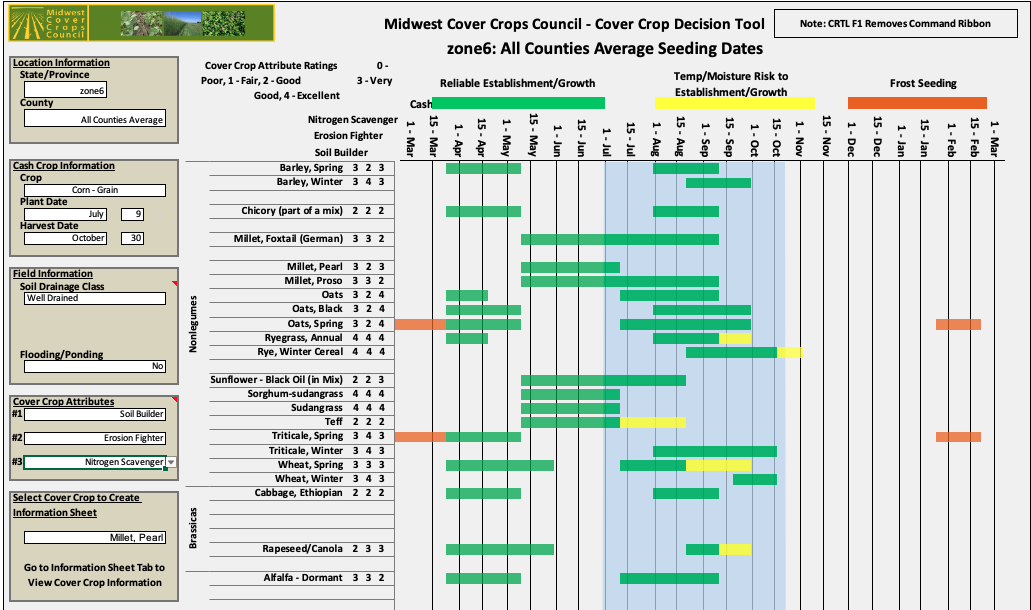 Midwest
Cover
Crops
Council
Midwest Cover Crops Council - Cover Crop Decision Tool
zone6: All Counties Average Seeding Dates
Note: CRTL F1 Removes Command Ribbon
Location Information
State/Province
zone6
County
All Counties Average
Cash Crop Information
Crop
Corn - Grain
Plant Date
July 9
Harvest Date
October 30
Field Information
Soil Drainage Class
Well Drained
Flooding/Ponding
No
Cover Crop Attributes
#1 Soil Builder
#2 Erosion Fighter
#3 Nitrogen Scavenger
Select Cover Crop to Create
Information Sheet
Millet, Pearl
Go to Information Sheet Tab to
View Cover Crop Information
Cover Crop Attribute Ratings 0 -
Poor, 1 - Fair, 2 - Good 3 - Very
Good, 4 - Excellent
Cash
Reliable Establishment/Growth
Temp/Moisture Risk to
Establishment/Growth
Frost Seeding
Nitrogen Scavenger
Erosion Fighter
Soil Builder
1 - Mar
15 - Mar
1 - Apr
15 - Apr
1 - May
15 - May
1 - Jun
15 - Jun
1 - Jul
15 - Jul
1 - Aug
15 - Aug
1 - Sep
15 - Sep
1 - Oct
15 - Oct
1 - Nov
15 - Nov
1 - Dec
15 - Dec
1 - Jan
15 - Jan
1 - Feb
15 - Feb
1 - Mar
Nonlegumes
Barley, Spring 3 2 3
Barley, Winter 3 4 3
Chicory (part of a mix) 2 2 2
Millet, Foxtail (German) 3 3 2
Millet, Pearl 3 2 3
Millet, Proso 3 3 2
Oats 3 2 4
Oats, Black 3 2 4
Oats, Spring 3 2 4
Ryegrass, Annual 4 4 4
Rye, Winter Cereal 4 4 4
Sunflower - Black Oil (in Mix) 2 2 3
Sorghum-sudangrass 4 4 4
Sudangrass 4 4 4
Teff 2 2 2
Triticale, Spring 3 4 3
Triticale, Winter 3 4 3
Wheat, Spring 3 3 3
Wheat, Winter 3 4 3
Brassicas
Cabbage, Ethiopian 2 2 2
Rapeseed/Canola 2 3 3
Alfalfa - Dormant 3 3 2